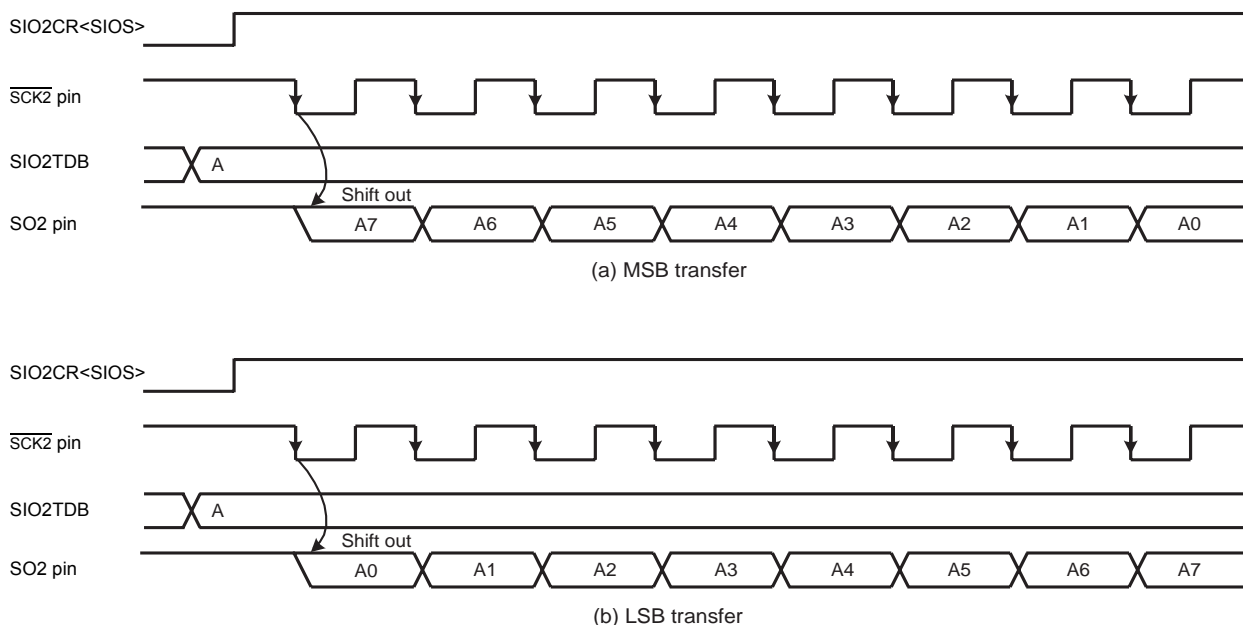 SIO2CR<SIOS>
SCK2 pin
SIO2TDB
A
Shift out
SO2 pin
A7 A6 A5 A4 A3 A2 A1 A0
(a) MSB transfer
SIO2CR<SIOS>
SCK2 pin
SIO2TDB
A
Shift out
SO2 pin
A0 A1 A2 A3 A4 A5 A6 A7
(b) LSB transfer